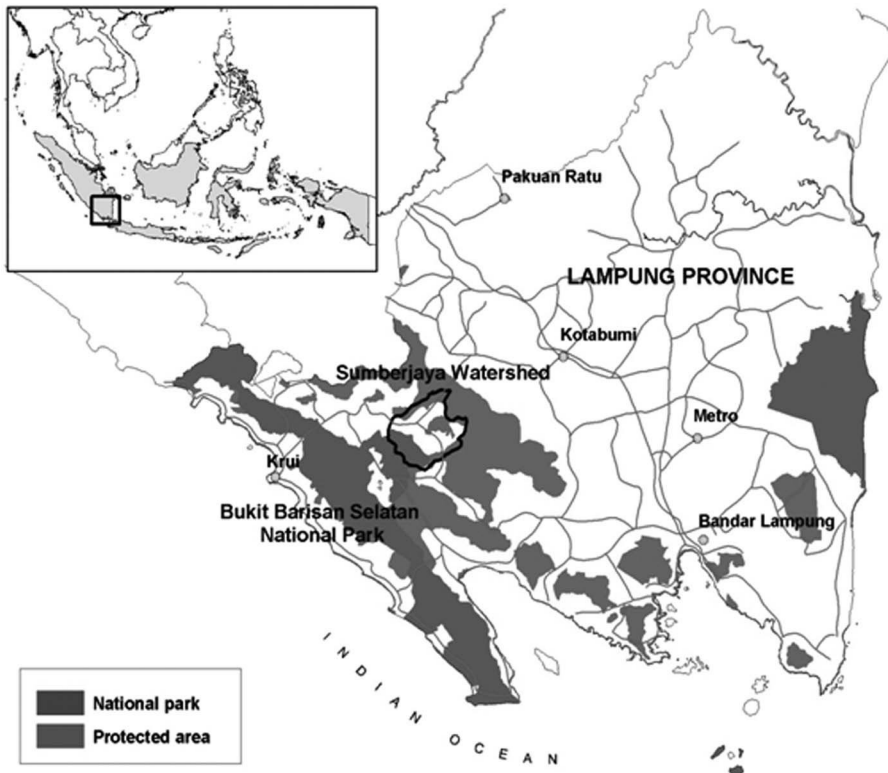 Pakuan Ratu
LAMPUNG PROVINCE
Kotabumi
Sumberjaya Watershed
Metro
Krui
Bukit Barisan Selatan
National Park
Bandar Lampung
INDIAN OCEAN
National park
Protected area